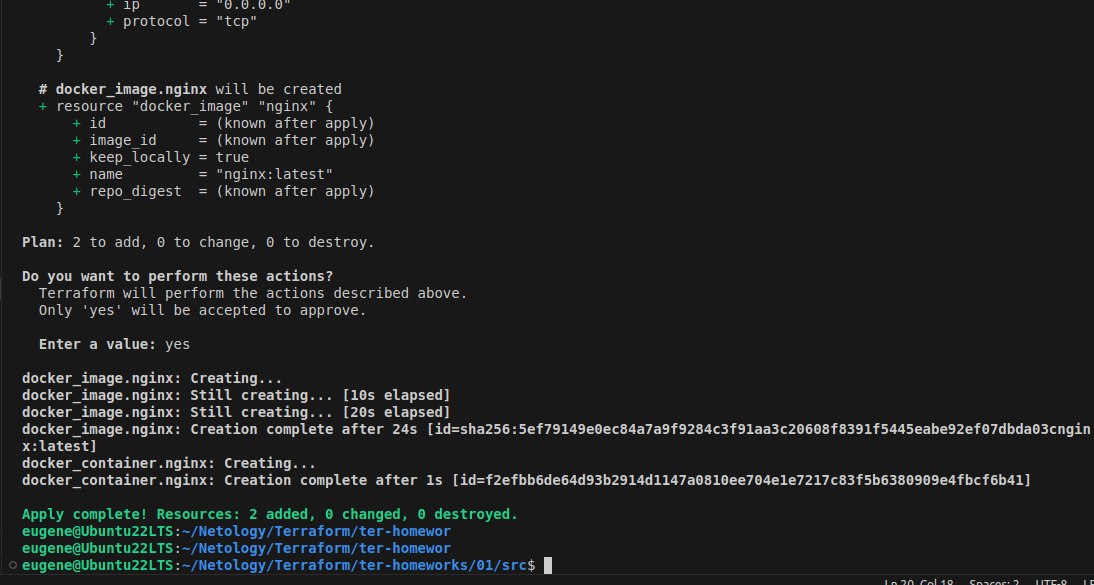 + ip       = "0.0.0.0"
+ protocol = "tcp"
}
}
# docker_image.nginx will be created
+ resource "docker_image" "nginx" {
+ id           = (known after apply)
+ image_id     = (known after apply)
+ keep_locally = true
+ name         = "nginx:latest"
+ repo_digest  = (known after apply)
}
Plan: 2 to add, 0 to change, 0 to destroy.
Do you want to perform these actions?
Terraform will perform the actions described above.
Only 'yes' will be accepted to approve.
Enter a value: yes
docker_image.nginx: Creating...
docker_image.nginx: Still creating... [10s elapsed]
docker_image.nginx: Still creating... [20s elapsed]
docker_image.nginx: Creation complete after 24s [id=sha256:5ef79149e0ec84a7a9f9284c3f91aa3c20608f8391f5445eabe92ef07dbda03cngin
x:latest]
docker_container.nginx: Creating...
docker_container.nginx: Creation complete after 1s [id=f2efbb6de64d93b2914d1147a0810ee704e1e7217c83f5b6380909e4fbcf6b41]
Apply complete! Resources: 2 added, 0 changed, 0 destroyed.
eugene@Ubuntu22LTS:~/Netology/Terraform/ter-homewor
eugene@Ubuntu22LTS:~/Netology/Terraform/ter-homewor
eugene@Ubuntu22LTS:~/Netology/Terraform/ter-homeworks/01/src$
Ln 20, Col 18 Spaces: 2 UTF-8